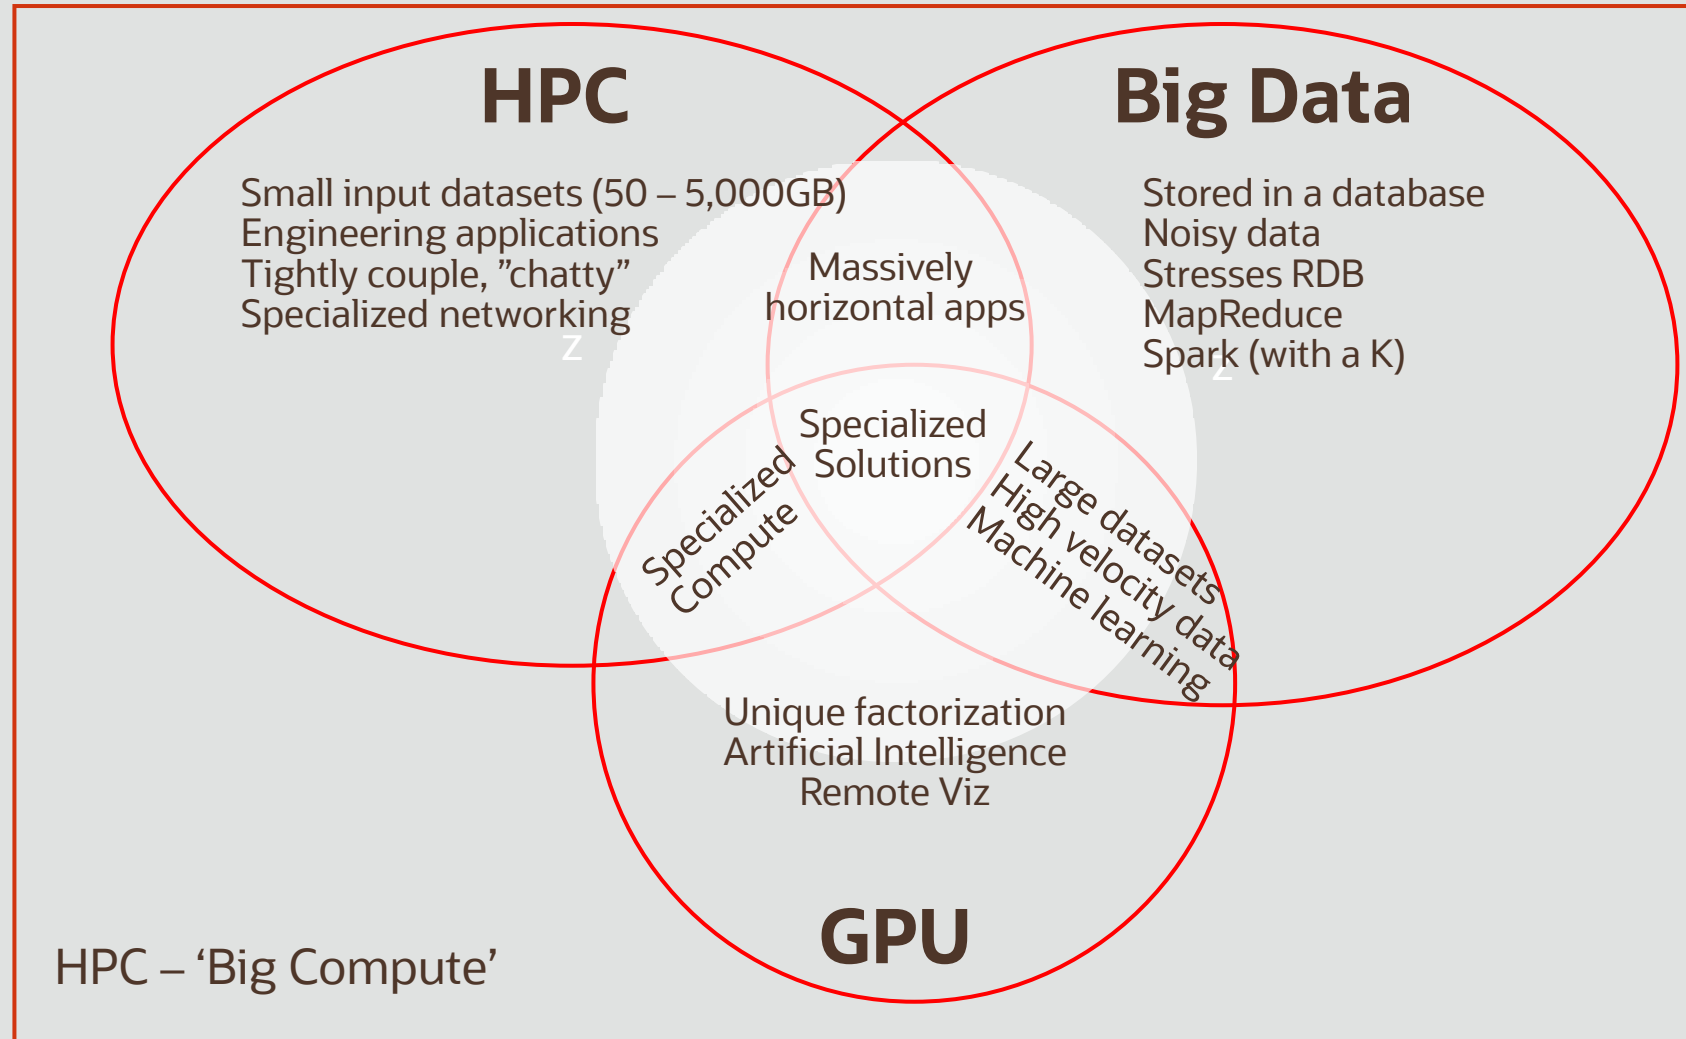 HPC
Small input datasets (50 – 5,000GB)
Engineering applications
Tightly couple, ”chatty”
Specialized networking
z
Big Data
Stored in a database
Noisy data
Stresses RDB
MapReduce
Spark (with a K)
z
Massively
horizontal apps
Specialized
Solutions
Specialized
Compute
Large datasets
High velocity data
Machine learning
Unique factorization
Artificial Intelligence
Remote Viz
GPU
HPC – ‘Big Compute’